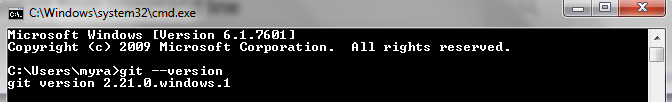 C:\Windows\system32\cmd.exe
Microsoft Windows [Version 6.1.7601]
Copyright (c) 2009 Microsoft Corporation.  All rights reserved.
C:\Users\myra>git --version
git version 2.21.0.windows.1